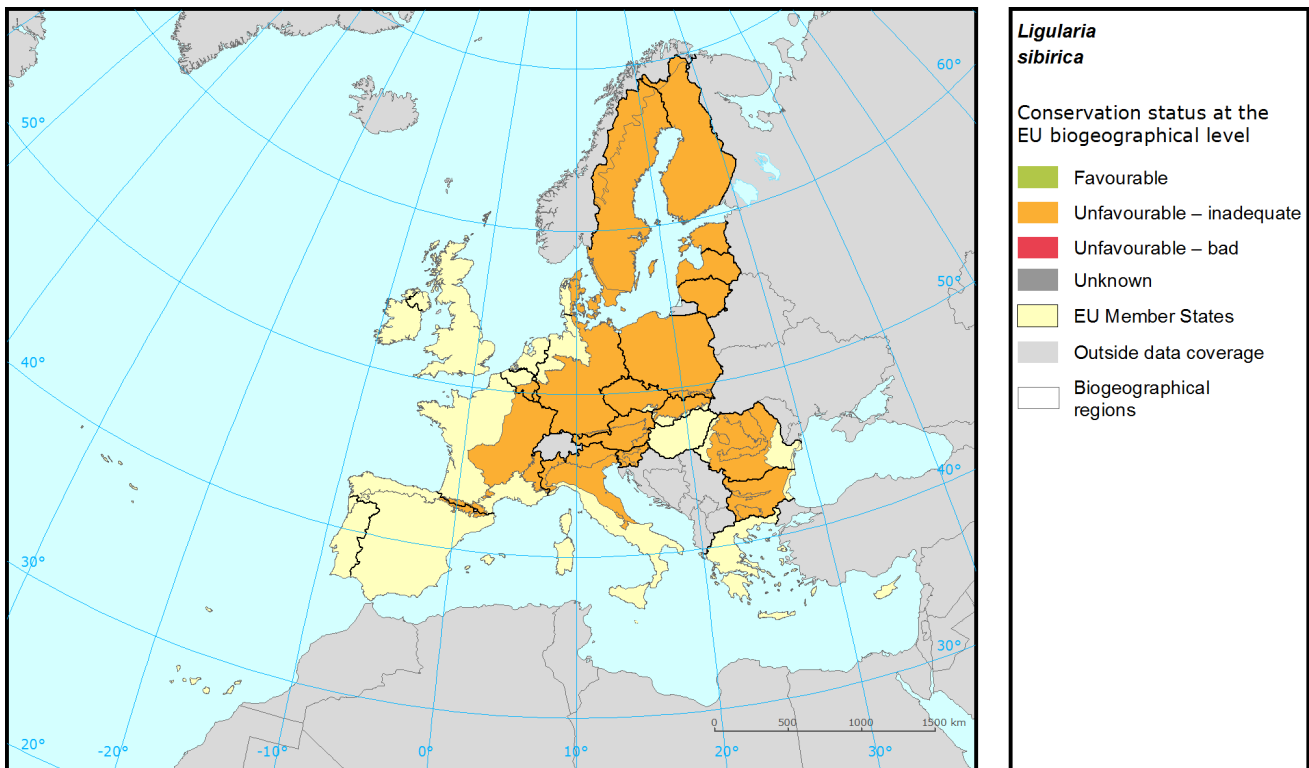 Ligularia
sibirica
Conservation status at the
EU biogeographical level
Favourable
Unfavourable – inadequate
Unfavourable – bad
Unknown
EU Member States
Outside data coverage
Biogeographical
regions
60°
50°
50°
40°
40°
30°
30°
20°
-20°
-10°
0°
10°
20°
30°
0 500 1000 1500 km